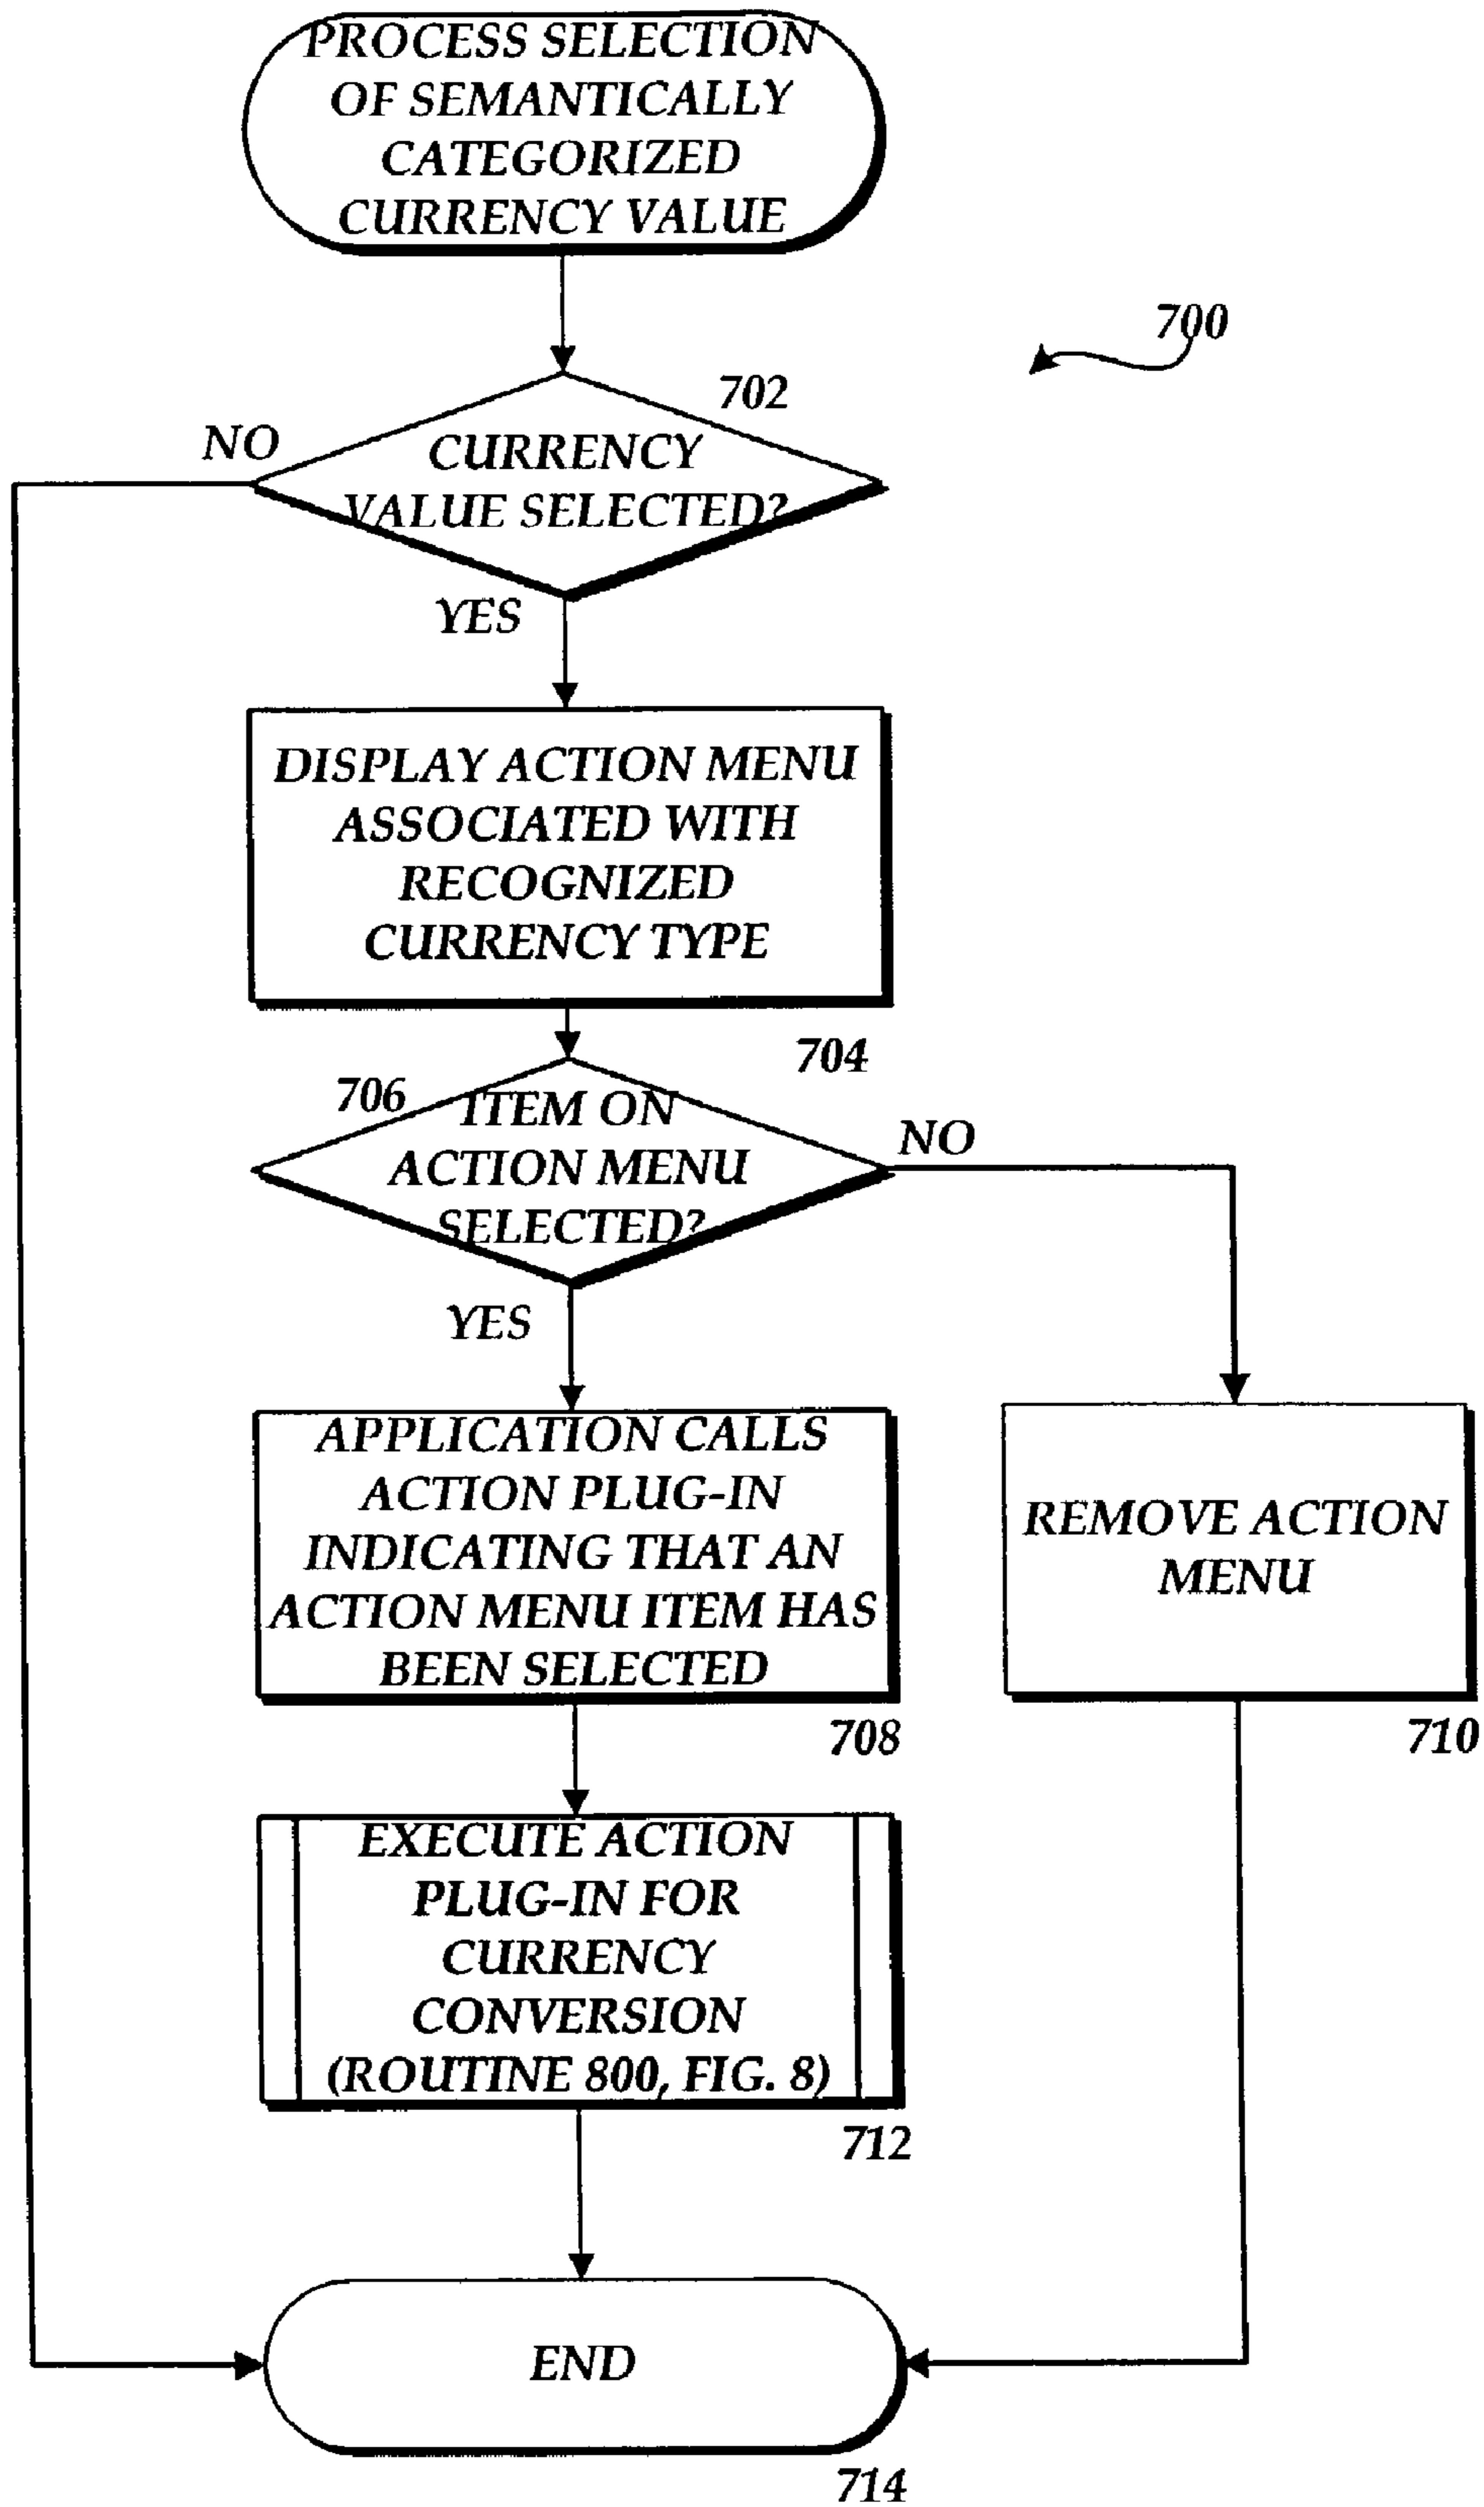 PROCESS SELECTION
OF SEMANTICALLY
CATEGORIZED
CURRENCY VALUE
700
702
NO
CURRENCY
VALUE SELECTED?
YES
DISPLAY ACTION MENU
ASSOCIATED WITH
RECOGNIZED
CURRENCY TYPE
704
706
ITEM ON
ACTION MENU
SELECTED?
NO
YES
APPLICATION CALLS
ACTION PLUG-IN
INDICATING THAT AN
ACTION MENU ITEM HAS
BEEN SELECTED
708
REMOVE ACTION
MENU
710
EXECUTE ACTION
PLUG-IN FOR
CURRENCY
CONVERSION
(ROUTINE 800, FIG. 8)
712
END
714